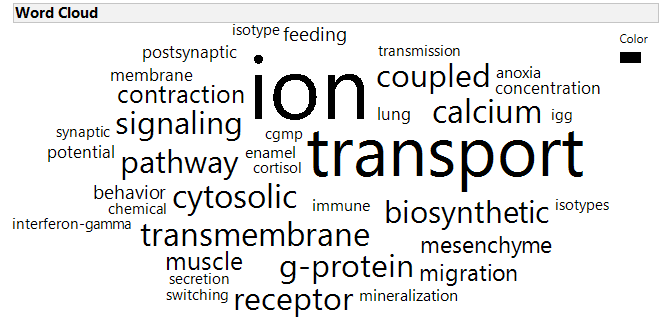 Word Cloud
isotype feeding
Color
postsynaptic
transmission
ion
membrane
coupled anoxia
concentration
contraction
lung calcium igg
signaling
synaptic
cgmp
transport
potential
pathway enamel
cortisol
behavior cytosolic
chemical
immune biosynthetic isotypes
interferon-gamma
transmembrane
mesenchyme
muscle g-protein migration
secretion
switching receptor mineralization